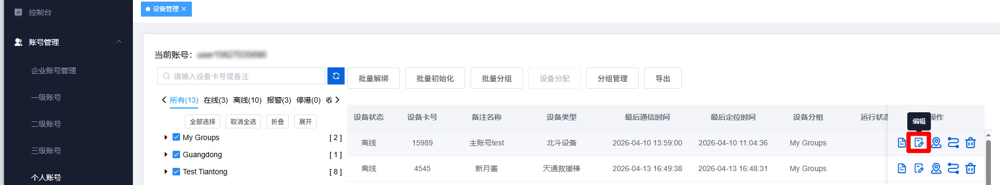 控制台
设备管理 ×
账号管理
企业账号管理
一级账号
二级账号
三级账号
个人账号
当前账号：
请输入设备卡号或备注
批量解绑 批量初始化 批量分组 设备分配 分组管理 导出
所有(13) 在线(3) 离线(10) 报警(3) 停港(0)
全部选择 取消全选 折叠 展开
My Groups [ 2 ]
Guangdong [ 1 ]
Test Tiantong [ 8 ]
编辑
设备状态 设备卡号 备注名称 设备类型 最后通信时间 最后定位时间 设备分组 运行状态 操作
离线 15989 主账号test 北斗设备 2026-04-10 13:59:00 2026-04-10 11:04:36 My Groups
离线 4545 新月酱 天通救援棒 2026-04-13 16:49:38 2026-04-13 16:48:31 My Groups